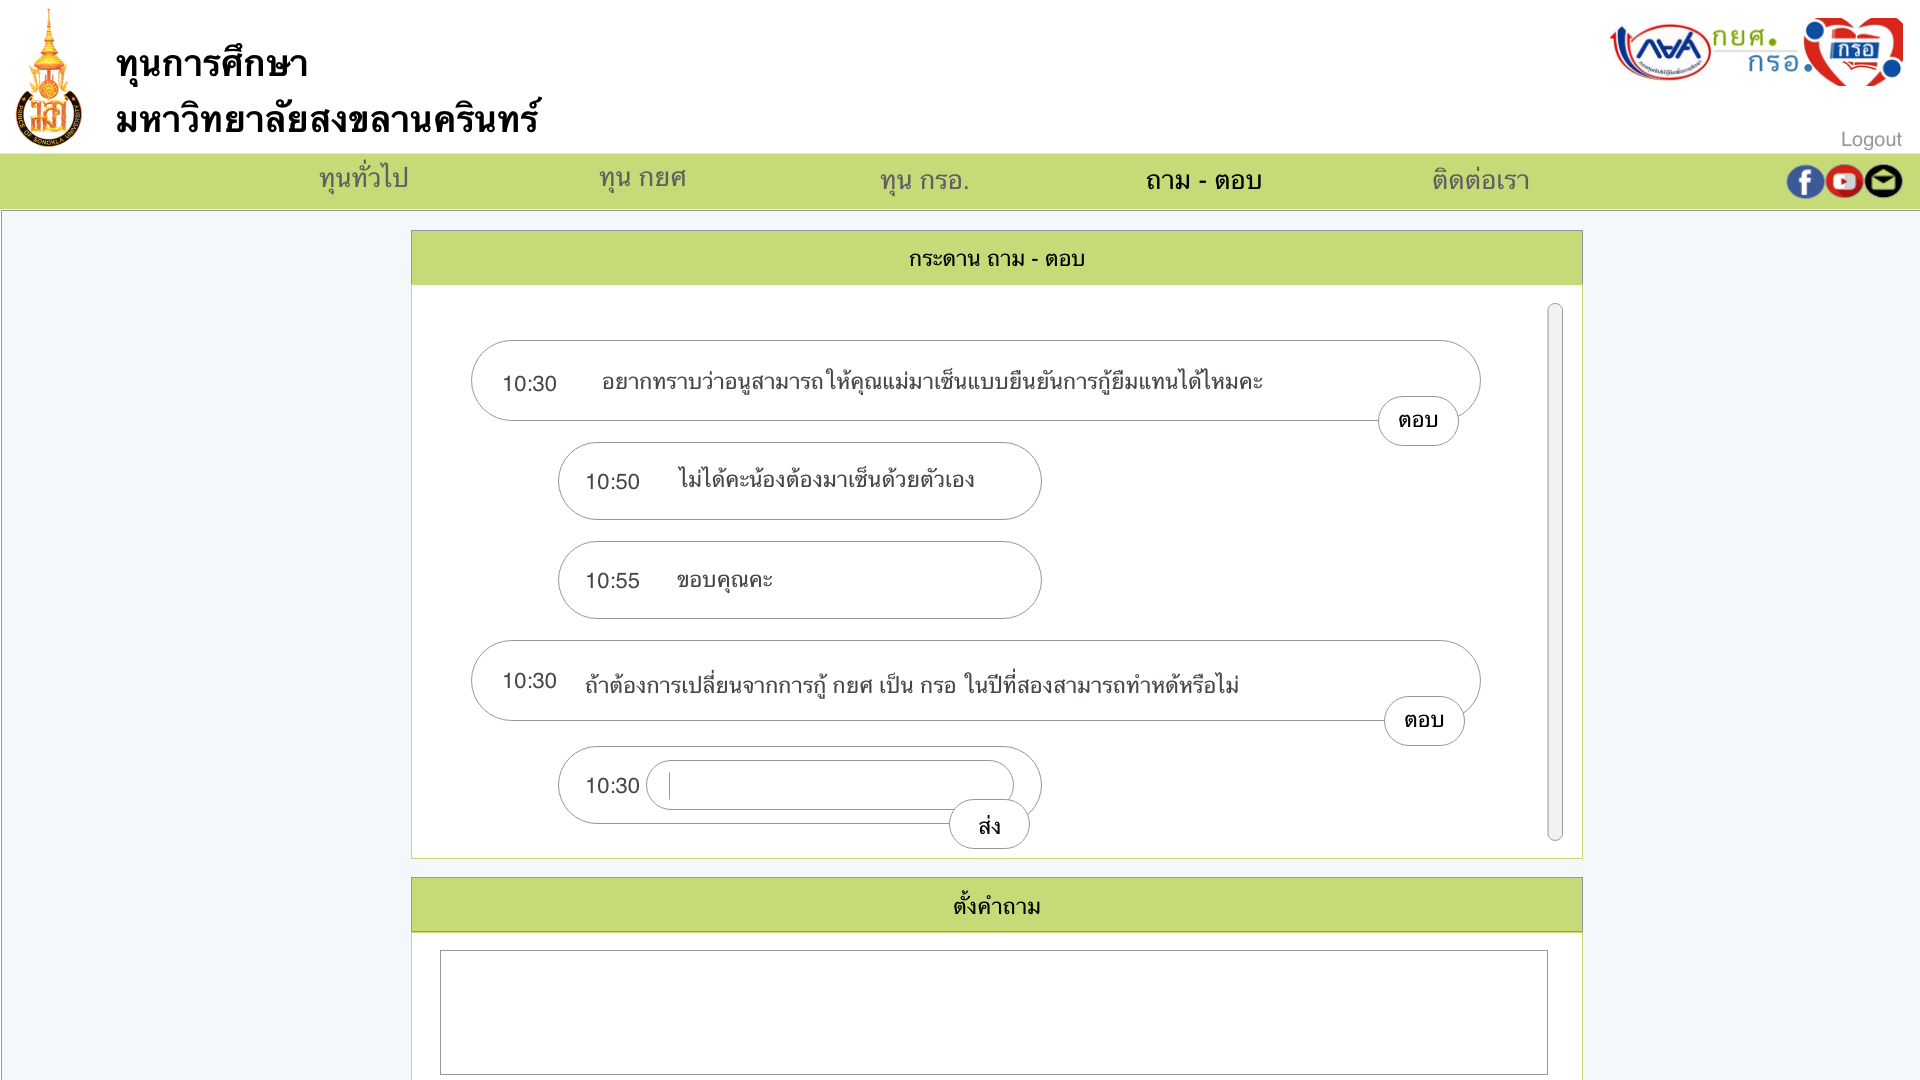 ทุนการศึกษา
มหาวิทยาลัยสงขลานครินทร์
กยศ.
กรอ.
กรอ
Logout
ทุนทั่วไป
ทุน กยศ
ทุน กรอ.
ถาม - ตอบ
ติดต่อเรา
กระดาน ถาม - ตอบ
10:30 อยากทราบว่าอนูสามารถให้คุณแม่มาเซ็นแบบยืนยันการกู้ยืมแทนได้ไหมคะ
ตอบ
10:50 ไม่ได้คะน้องต้องมาเซ็นด้วยตัวเอง
10:55 ขอบคุณคะ
10:30 ถ้าต้องการเปลี่ยนจากการกู้ กยศ เป็น กรอ ในปีที่สองสามารถทำหด้หรือไม่
ตอบ
10:30
ส่ง
ตั้งคำถาม